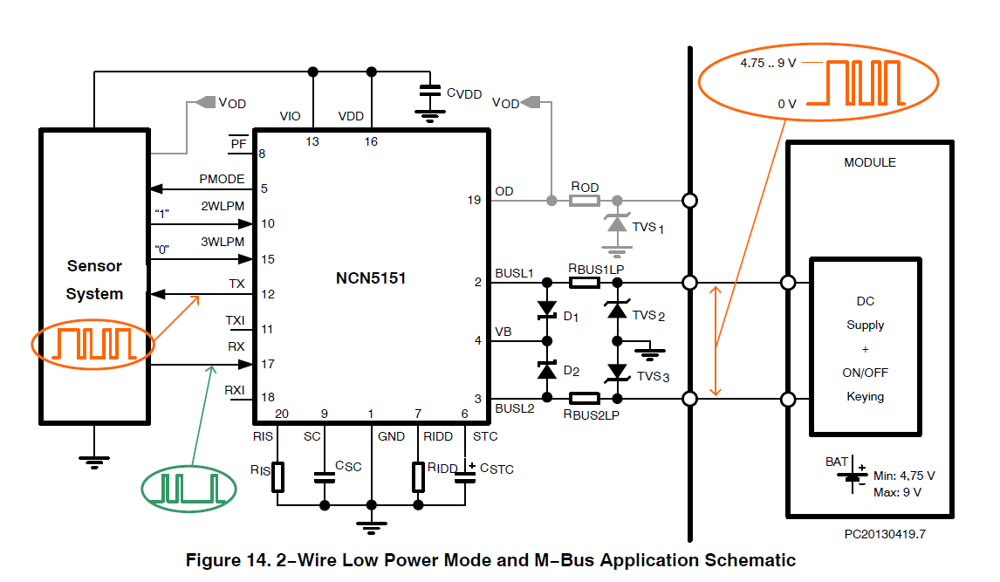 4.75 .. 9 V
0 V
CVDD
VOD
VOD
VIO
VDD
13
16
PF
8
MODULE
PMODE
5
2WLPM
"1"
10
3WLPM
"0"
15
OD
19
ROD
TVS1
Sensor
System
NCN5151
TX
12
BUSL1
2
RBUS1LP
D1
TVS2
DC
Supply
+
ON/OFF
Keying
TXI
11
VB
4
RX
17
D2
TVS3
RXI
18
3
BUSL2
RBUS2LP
20
9
1
7
6
RIS
SC
GND
RIDD
STC
RIS
CSC
RIDD
+
CSTC
BAT
+
-
Min: 4,75 V
Max: 9 V
PC20130419.7
Figure 14. 2−Wire Low Power Mode and M−Bus Application Schematic